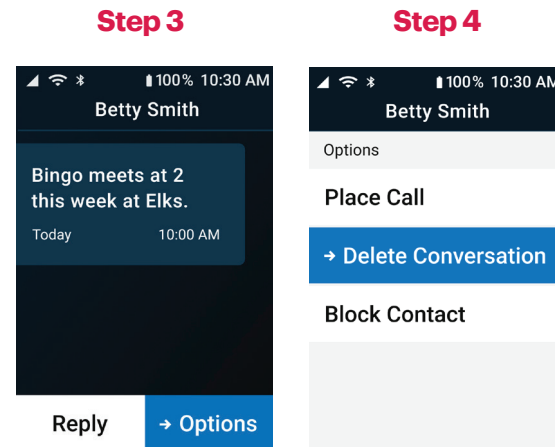 Step 3
100% 10:30 AM
Betty Smith
Bingo meets at 2
this week at Elks.
Today 10:00 AM
Reply → Options
Step 4
100% 10:30 AM
Betty Smith
Options
Place Call
→ Delete Conversation
Block Contact